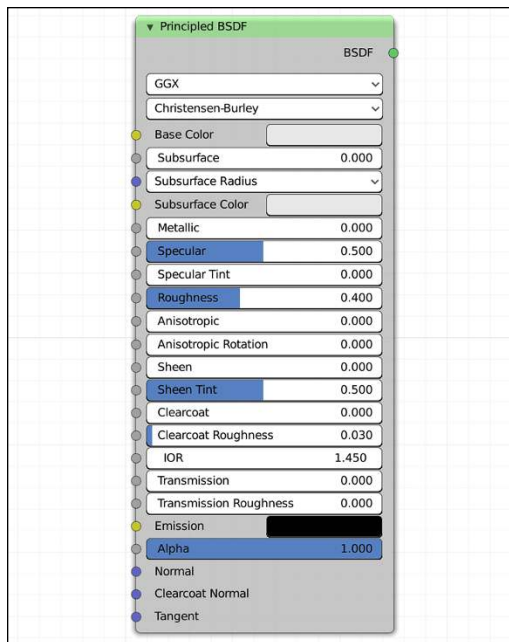 Principled BSDF
BSDF
GGX
Christensen-Burley
Base Color
Subsurface 0.000
Subsurface Radius
Subsurface Color
Metallic 0.000
Specular 0.500
Specular Tint 0.000
Roughness 0.400
Anisotropic 0.000
Anisotropic Rotation 0.000
Sheen 0.000
Sheen Tint 0.500
Clearcoat 0.000
Clearcoat Roughness 0.030
IOR 1.450
Transmission 0.000
Transmission Roughness 0.000
Emission
Alpha 1.000
Normal
Clearcoat Normal
Tangent